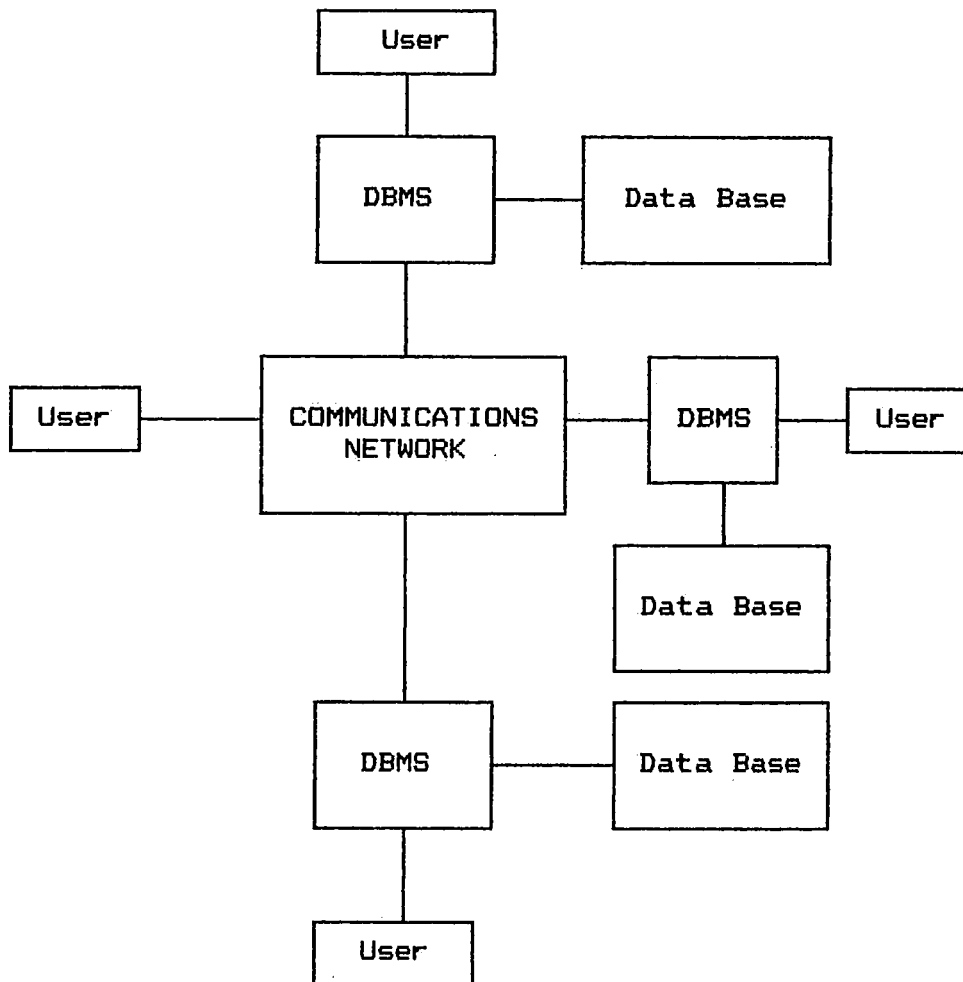 User
DBMS
Data Base
User
COMMUNICATIONS
NETWORK
DBMS
User
Data Base
DBMS
Data Base
User